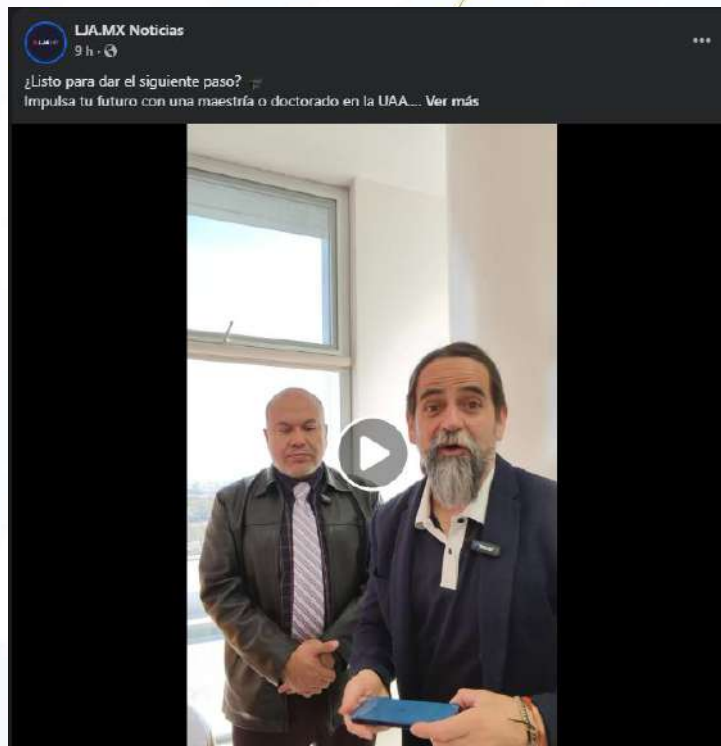 LJA.MX Noticias
9 h ·
¿Listo para dar el siguiente paso?
Impulsa tu futuro con una maestría o doctorado en la UAA.... Ver más